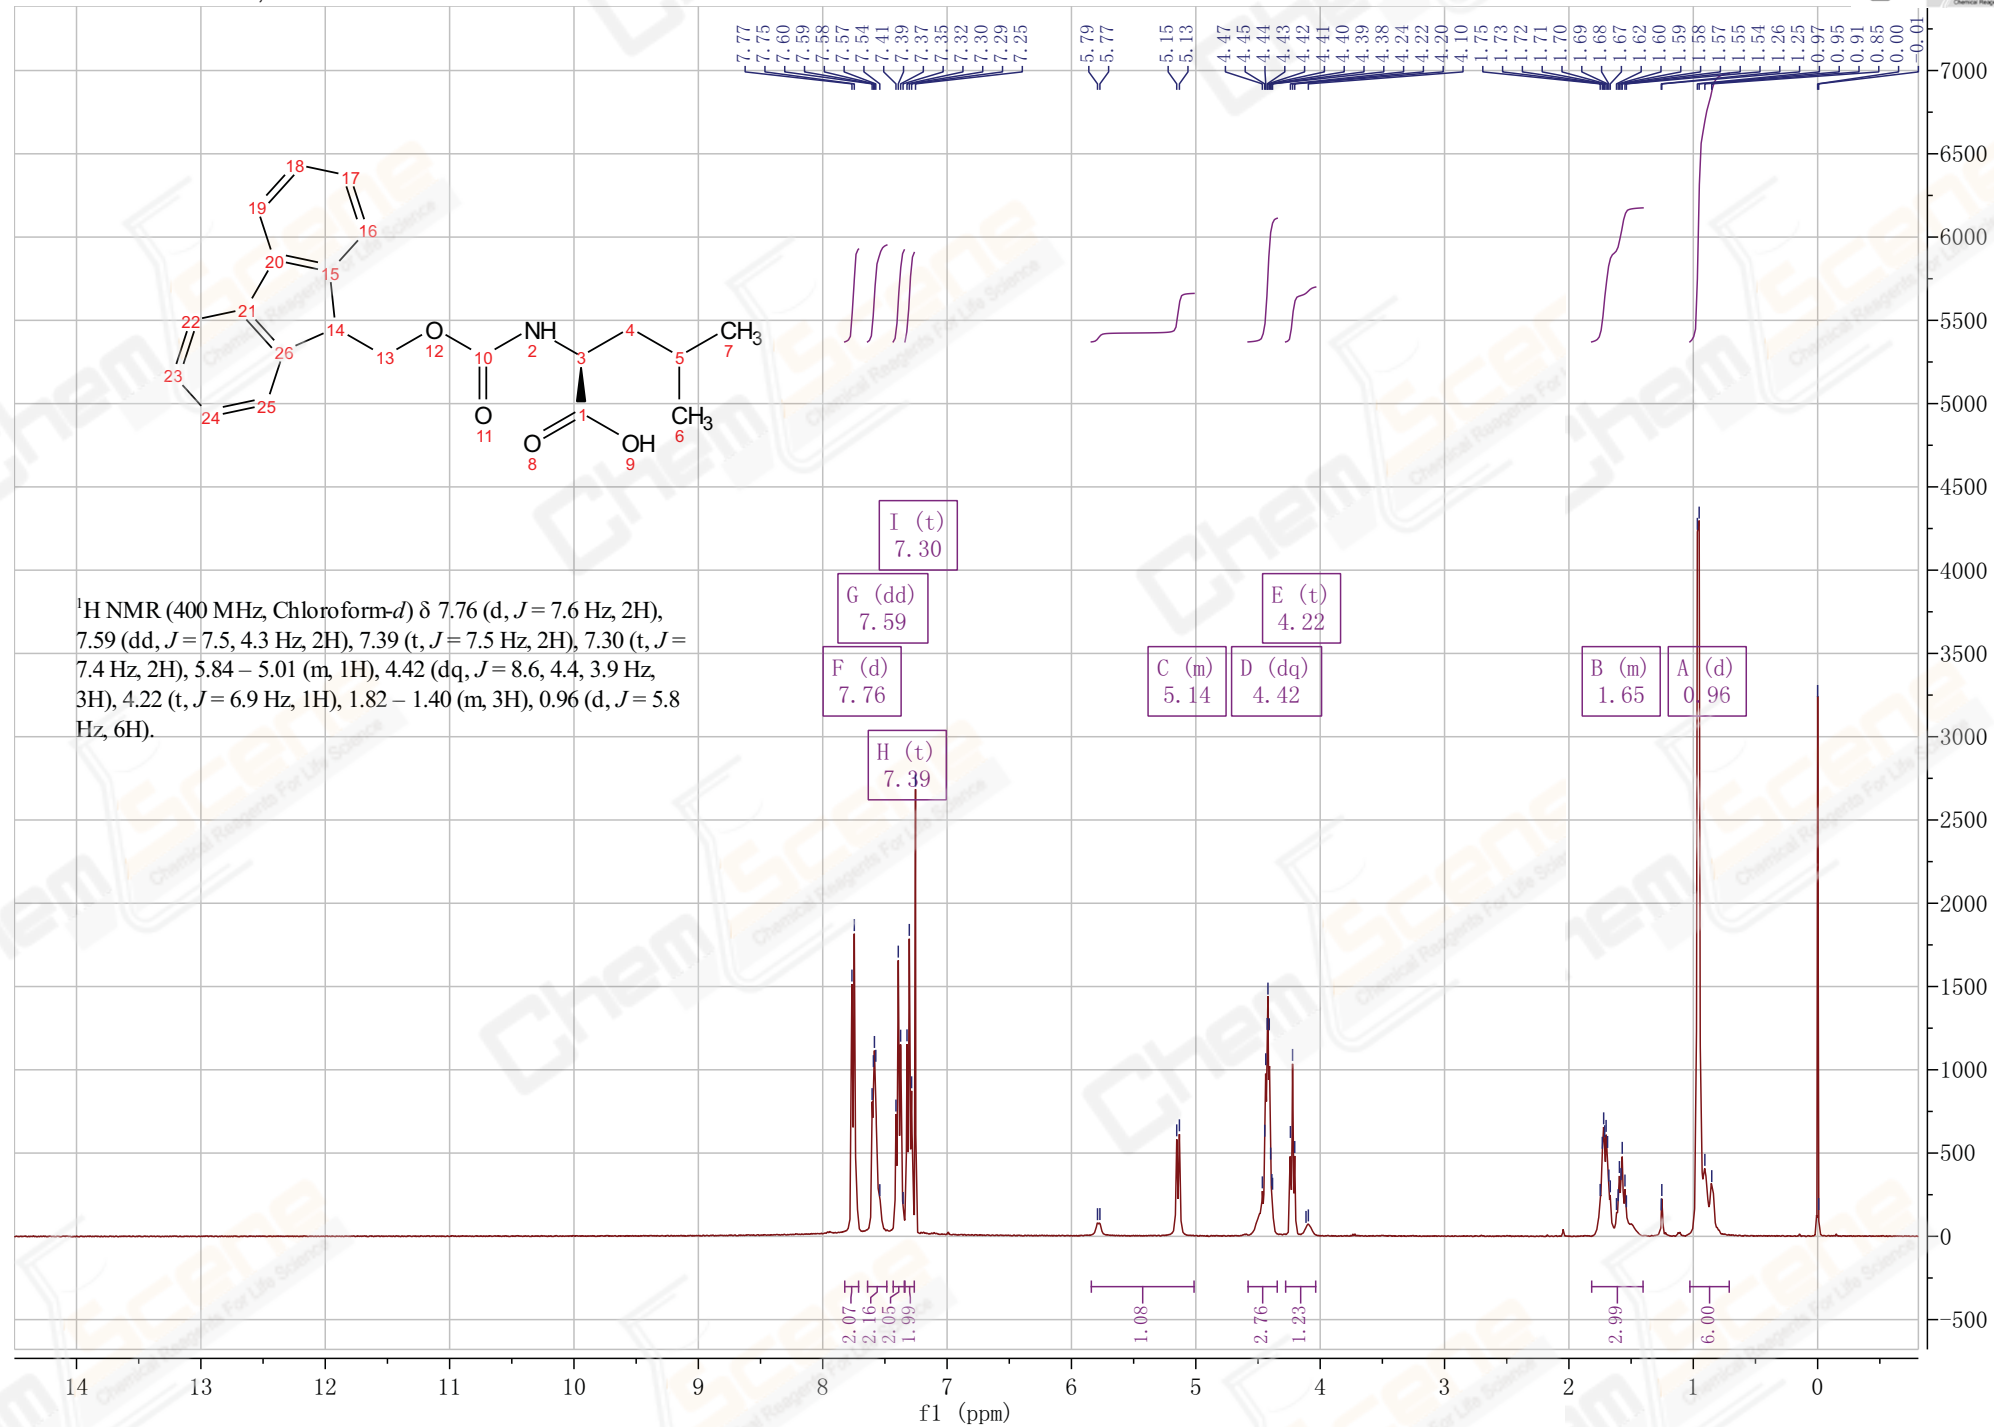 7.77 7.75 7.60 7.59 7.58 7.57 7.54 7.41 7.39 7.37 7.35 7.32 7.30 7.29 7.25 5.79 5.77 5.15 5.13 4.47 4.45 4.44 4.43 4.42 4.41 4.40 4.39 4.38 4.24 4.22 4.20 4.10 1.75 1.73 1.72 1.71 1.70 1.69 1.68 1.67 1.62 1.60 1.59 1.58 1.57 1.55 1.54 1.26 1.25 0.97 0.95 0.91 0.85 0.00 -0.01
7000
6500
6000
5500
5000
4500
4000
3500
3000
2500
2000
1500
1000
500
0
-500
18
17
19
16
20
15
21
22
14
26
23
24
25
13
O
12
10
O
11
NH
2
3
4
5
CH3
7
CH3
6
1
O
8
OH
9
I (t)
7.30
G (dd)
7.59
E (t)
4.22
F (d)
7.76
C (m)
5.14
D (dq)
4.42
B (m)
1.65
A (d)
0.96
H (t)
7.39
1H NMR (400 MHz, Chloroform-d) δ 7.76 (d, J = 7.6 Hz, 2H),
7.59 (dd, J = 7.5, 4.3 Hz, 2H), 7.39 (t, J = 7.5 Hz, 2H), 7.30 (t, J =
7.4 Hz, 2H), 5.84 – 5.01 (m, 1H), 4.42 (dq, J = 8.6, 4.4, 3.9 Hz,
3H), 4.22 (t, J = 6.9 Hz, 1H), 1.82 – 1.40 (m, 3H), 0.96 (d, J = 5.8
Hz, 6H).
2.07 2.16 2.05 1.99 1.08 2.76 1.23 2.99 6.00
14 13 12 11 10 9 8 7 6 5 4 3 2 1 0
f1 (ppm)
ChemScene
Chemical Reagents For Life Science